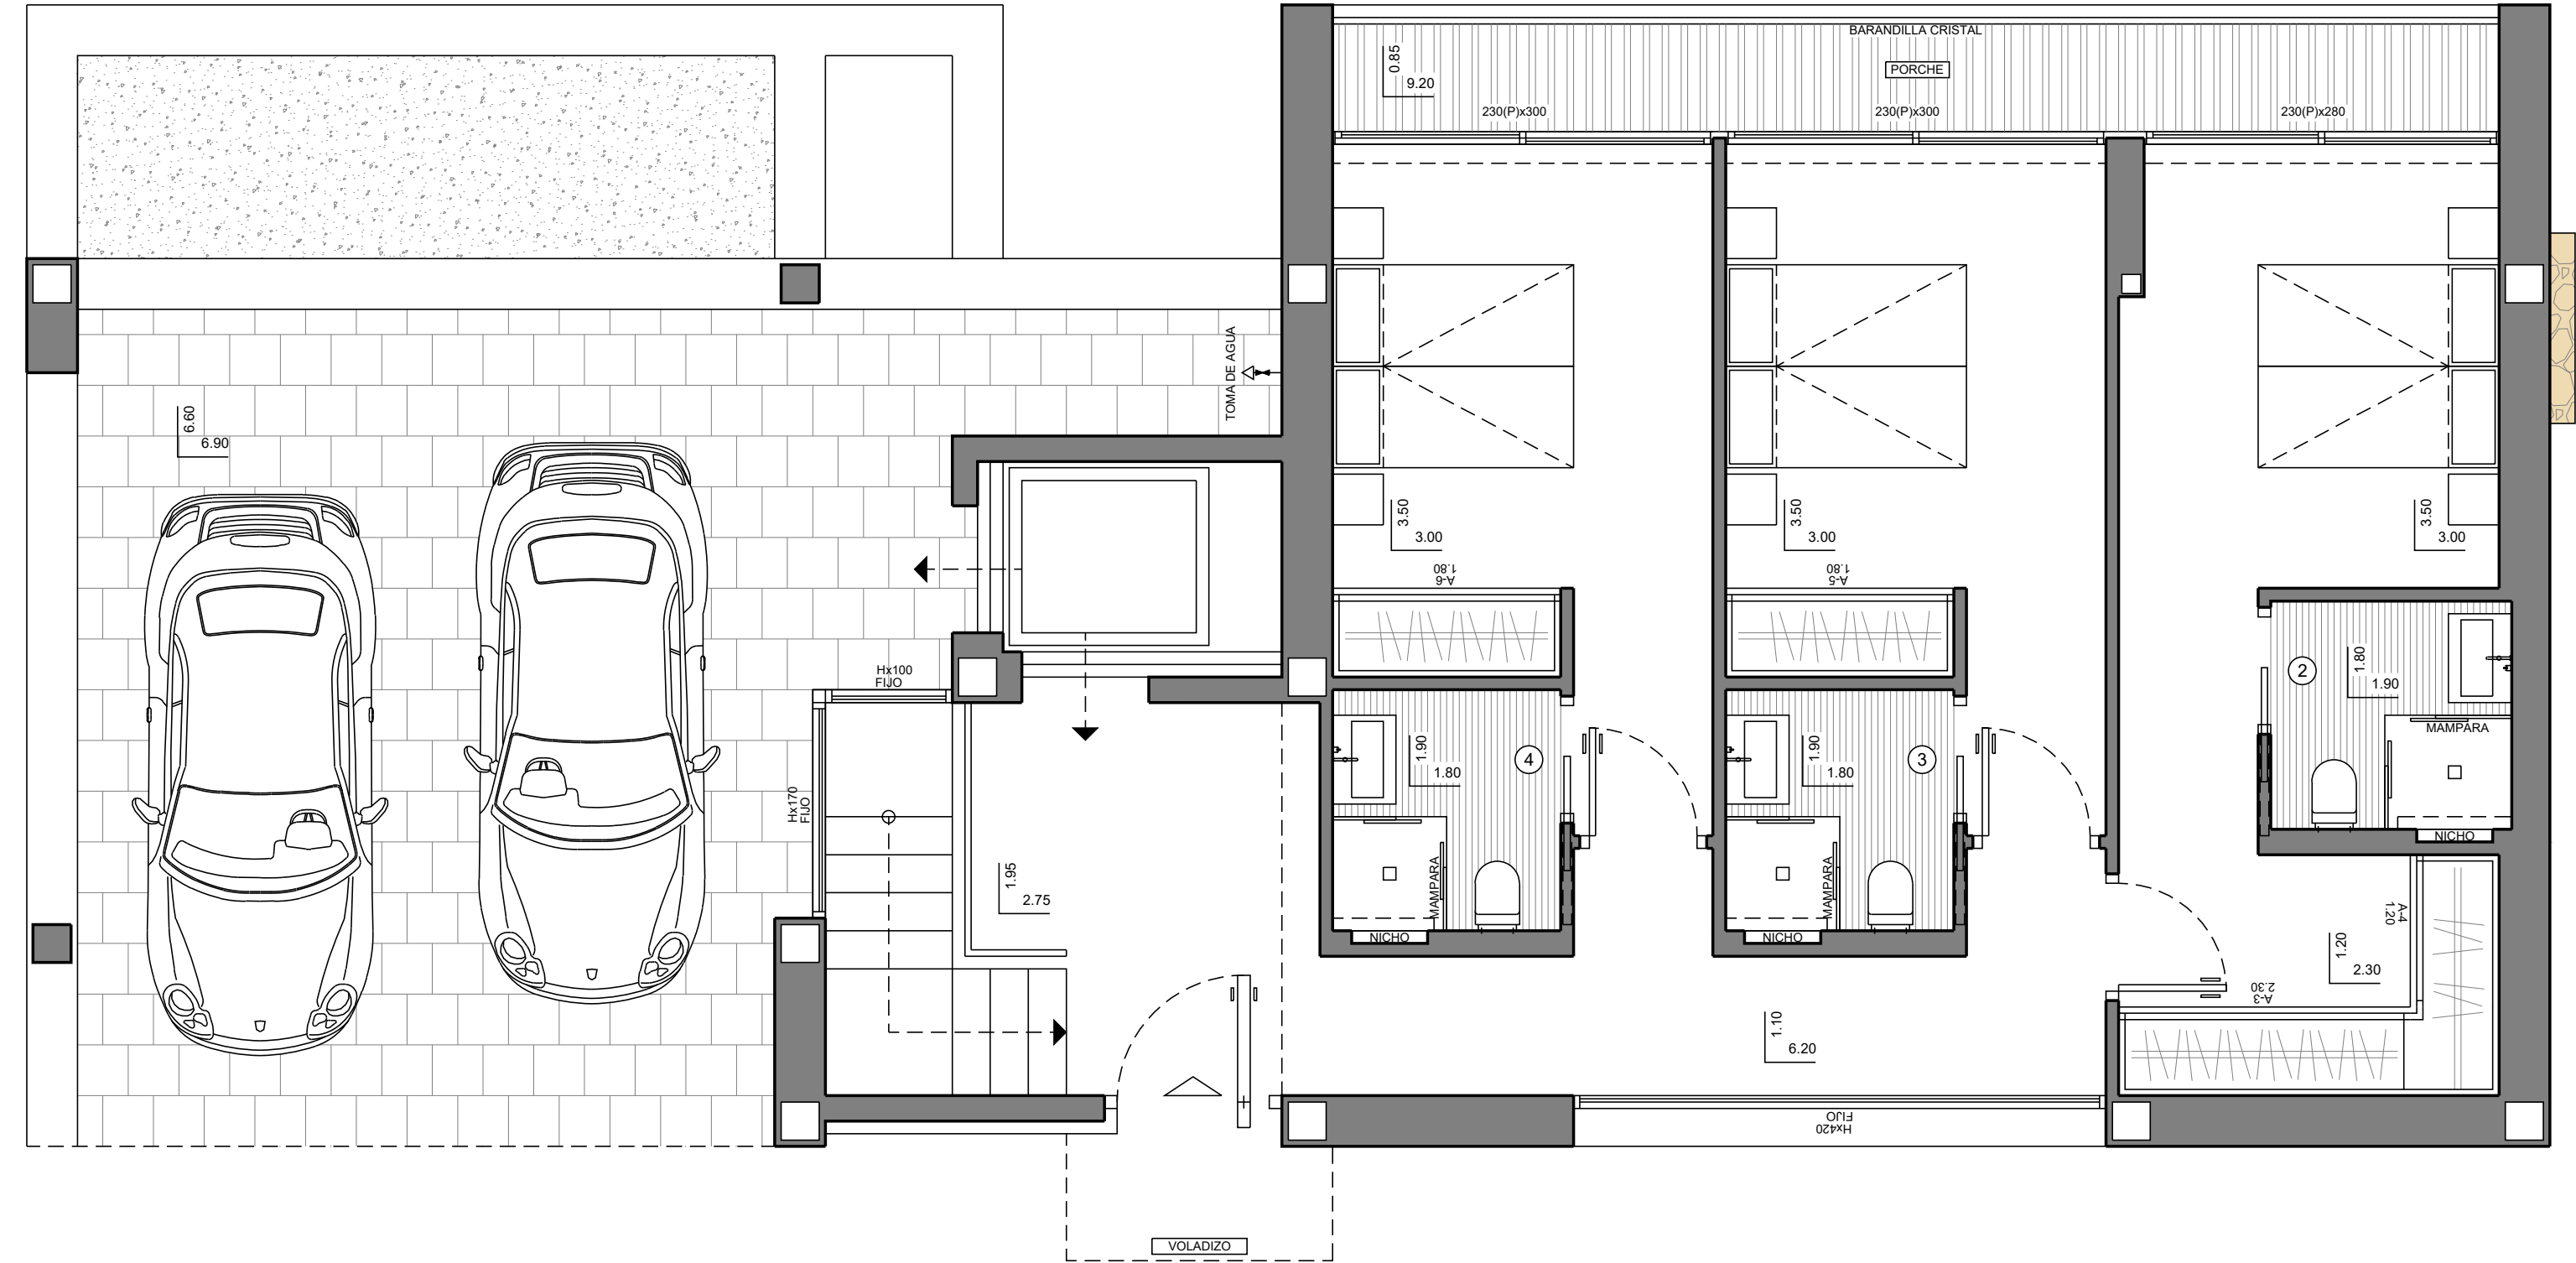 BARANDILLA CRISTAL
0.85
9.20
PORCHE
230(P)x300
230(P)x300
230(P)x280
TOMA DE AGUA
6.60
6.90
3.50
3.00
3.50
3.00
3.50
3.00
A-6
1.80
A-5
1.80
Hx100
FIJO
2
1.80
1.90
MAMPARA
NICHO
1.90
1.80
4
1.90
1.80
3
Hx170
FIJO
MAMPARA
MAMPARA
NICHO
NICHO
1.95
2.75
A-4
1.20
1.20
2.30
A-3
2.30
1.10
6.20
Hx420
FIJO
VOLADIZO